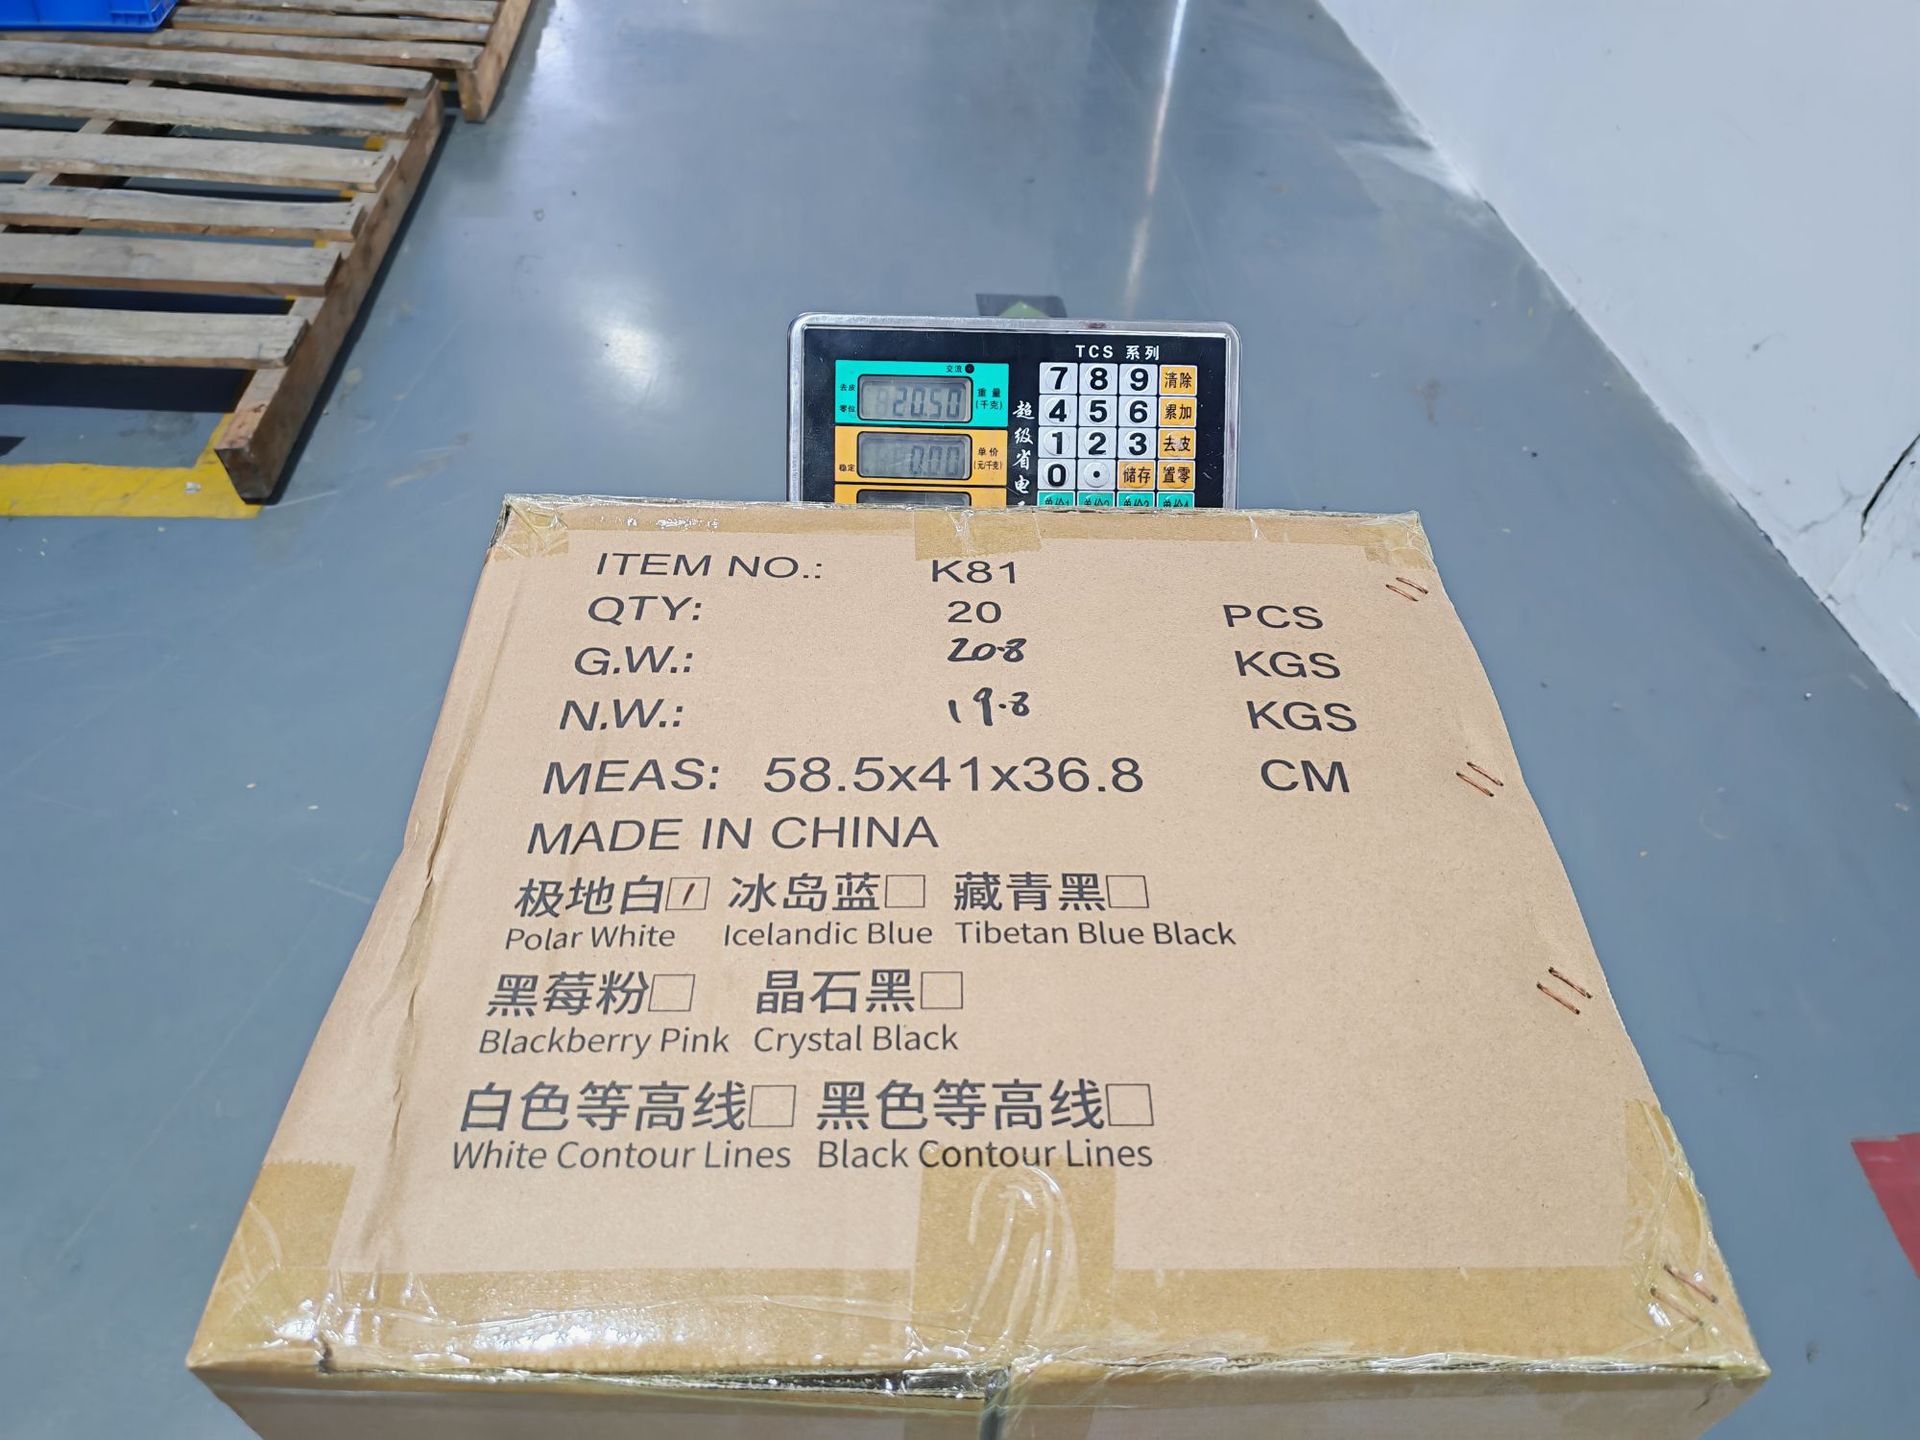 TCS 系列
交流
去皮
零位
20.50
重量
(千克)
稳定
0.00
单价
(元/千克)
超级省电
7 8 9 清除
4 5 6 累加
1 2 3 去皮
0 . 储存 置零
ITEM NO.: K81
QTY: 20 PCS
G.W.: 20.8 KGS
N.W.: 19.8 KGS
MEAS: 58.5x41x36.8 CM
MADE IN CHINA
极地白 冰岛蓝 藏青黑
Polar White Icelandic Blue Tibetan Blue Black
黑莓粉 晶石黑
Blackberry Pink Crystal Black
白色等高线 黑色等高线
White Contour Lines Black Contour Lines